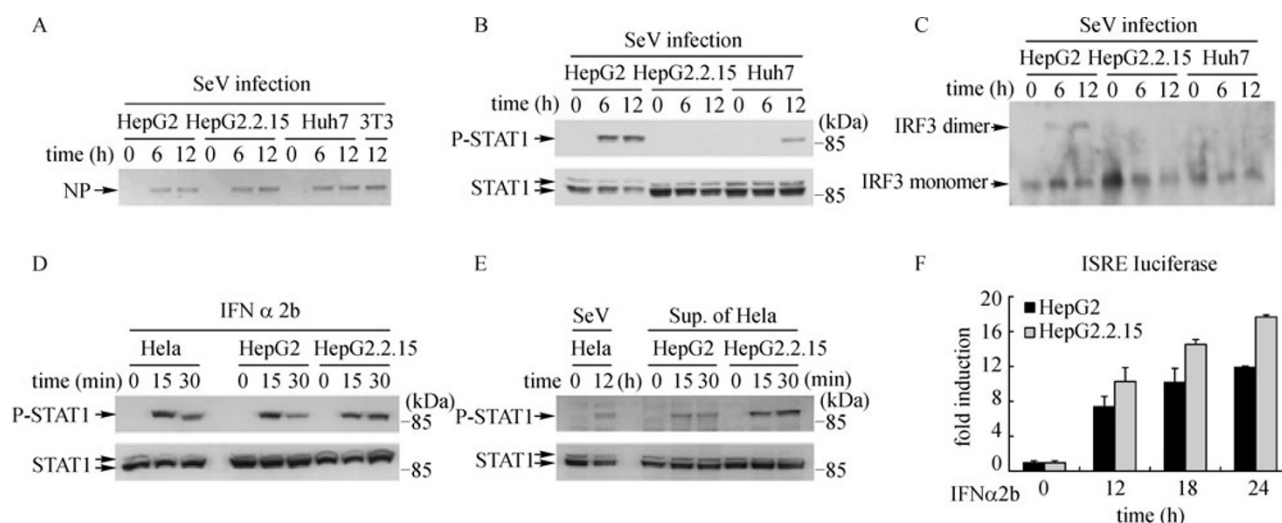 A
SeV infection
HepG2 HepG2.2.15 Huh7 3T3
time (h) 0 6 12 0 6 12 0 6 12 12
NP
B
SeV infection
HepG2 HepG2.2.15 Huh7
time (h) 0 6 12 0 6 12 0 6 12
(kDa)
P-STAT1
85
STAT1
85
C
SeV infection
HepG2 HepG2.2.15 Huh7
time (h) 0 6 12 0 6 12 0 6 12
IRF3 dimer
IRF3 monomer
D
IFN α 2b
Hela HepG2 HepG2.2.15
time (min) 0 15 30 0 15 30 0 15 30
(kDa)
P-STAT1
85
STAT1
85
E
SeV Sup. of Hela
Hela HepG2 HepG2.2.15
time 0 12 (h) 0 15 30 0 15 30 (min)
(kDa)
P-STAT1
85
STAT1
85
F
ISRE luciferase
20
16
12
8
4
0
HepG2
HepG2.2.15
fold induction
IFNα2b 0 12 18 24
time (h)